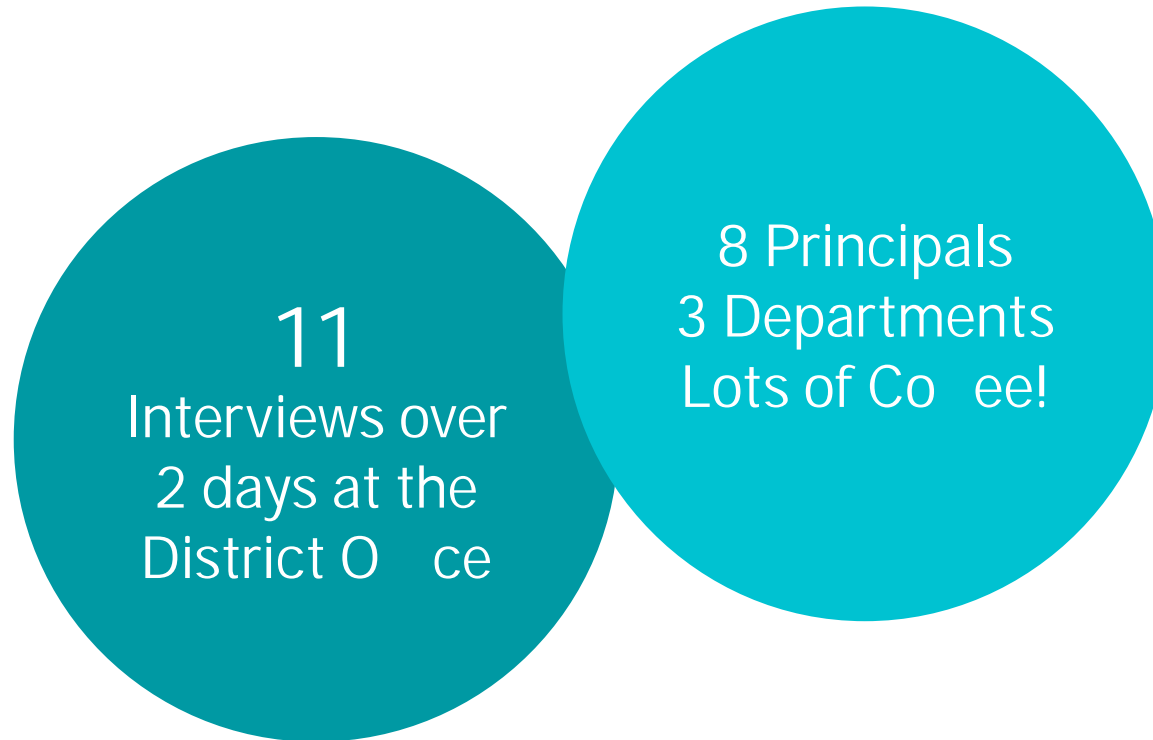 11
Interviews over
2 days at the
District O ce
8 Principals
3 Departments
Lots of Co ee!